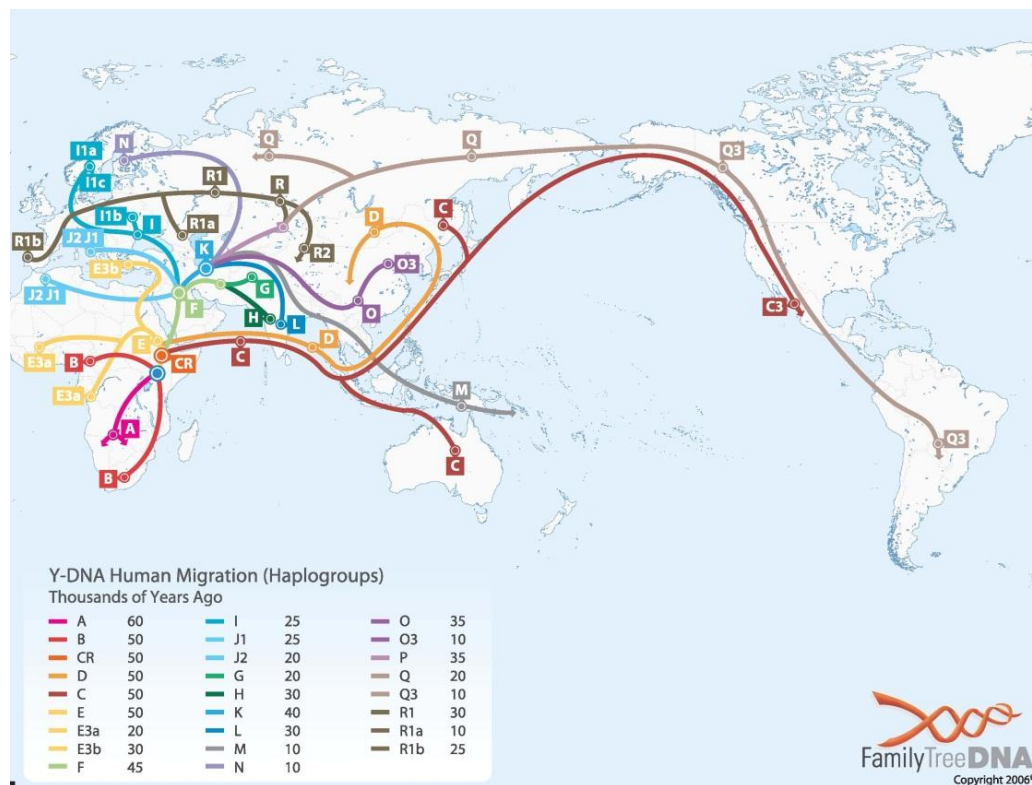 N
Q
Q
Q3
I1a
I1c
R1
R
I1b
I
R1a
D
C
J2 J1
R1b
K
R2
E3b
O3
J2 J1
G
F
O
H
L
C3
E
D
E3a
B
CR
C
E3a
M
A
Q3
B
C
Y-DNA Human Migration (Haplogroups)
Thousands of Years Ago
A 60 I 25 O 35
B 50 J1 25 O3 10
CR 50 J2 20 P 35
D 50 G 20 Q 20
C 50 H 30 Q3 10
E 50 K 40 R1 30
E3a 20 L 30 R1a 10
E3b 30 M 10 R1b 25
F 45 N 10
FamilyTreeDNA
Copyright 2006